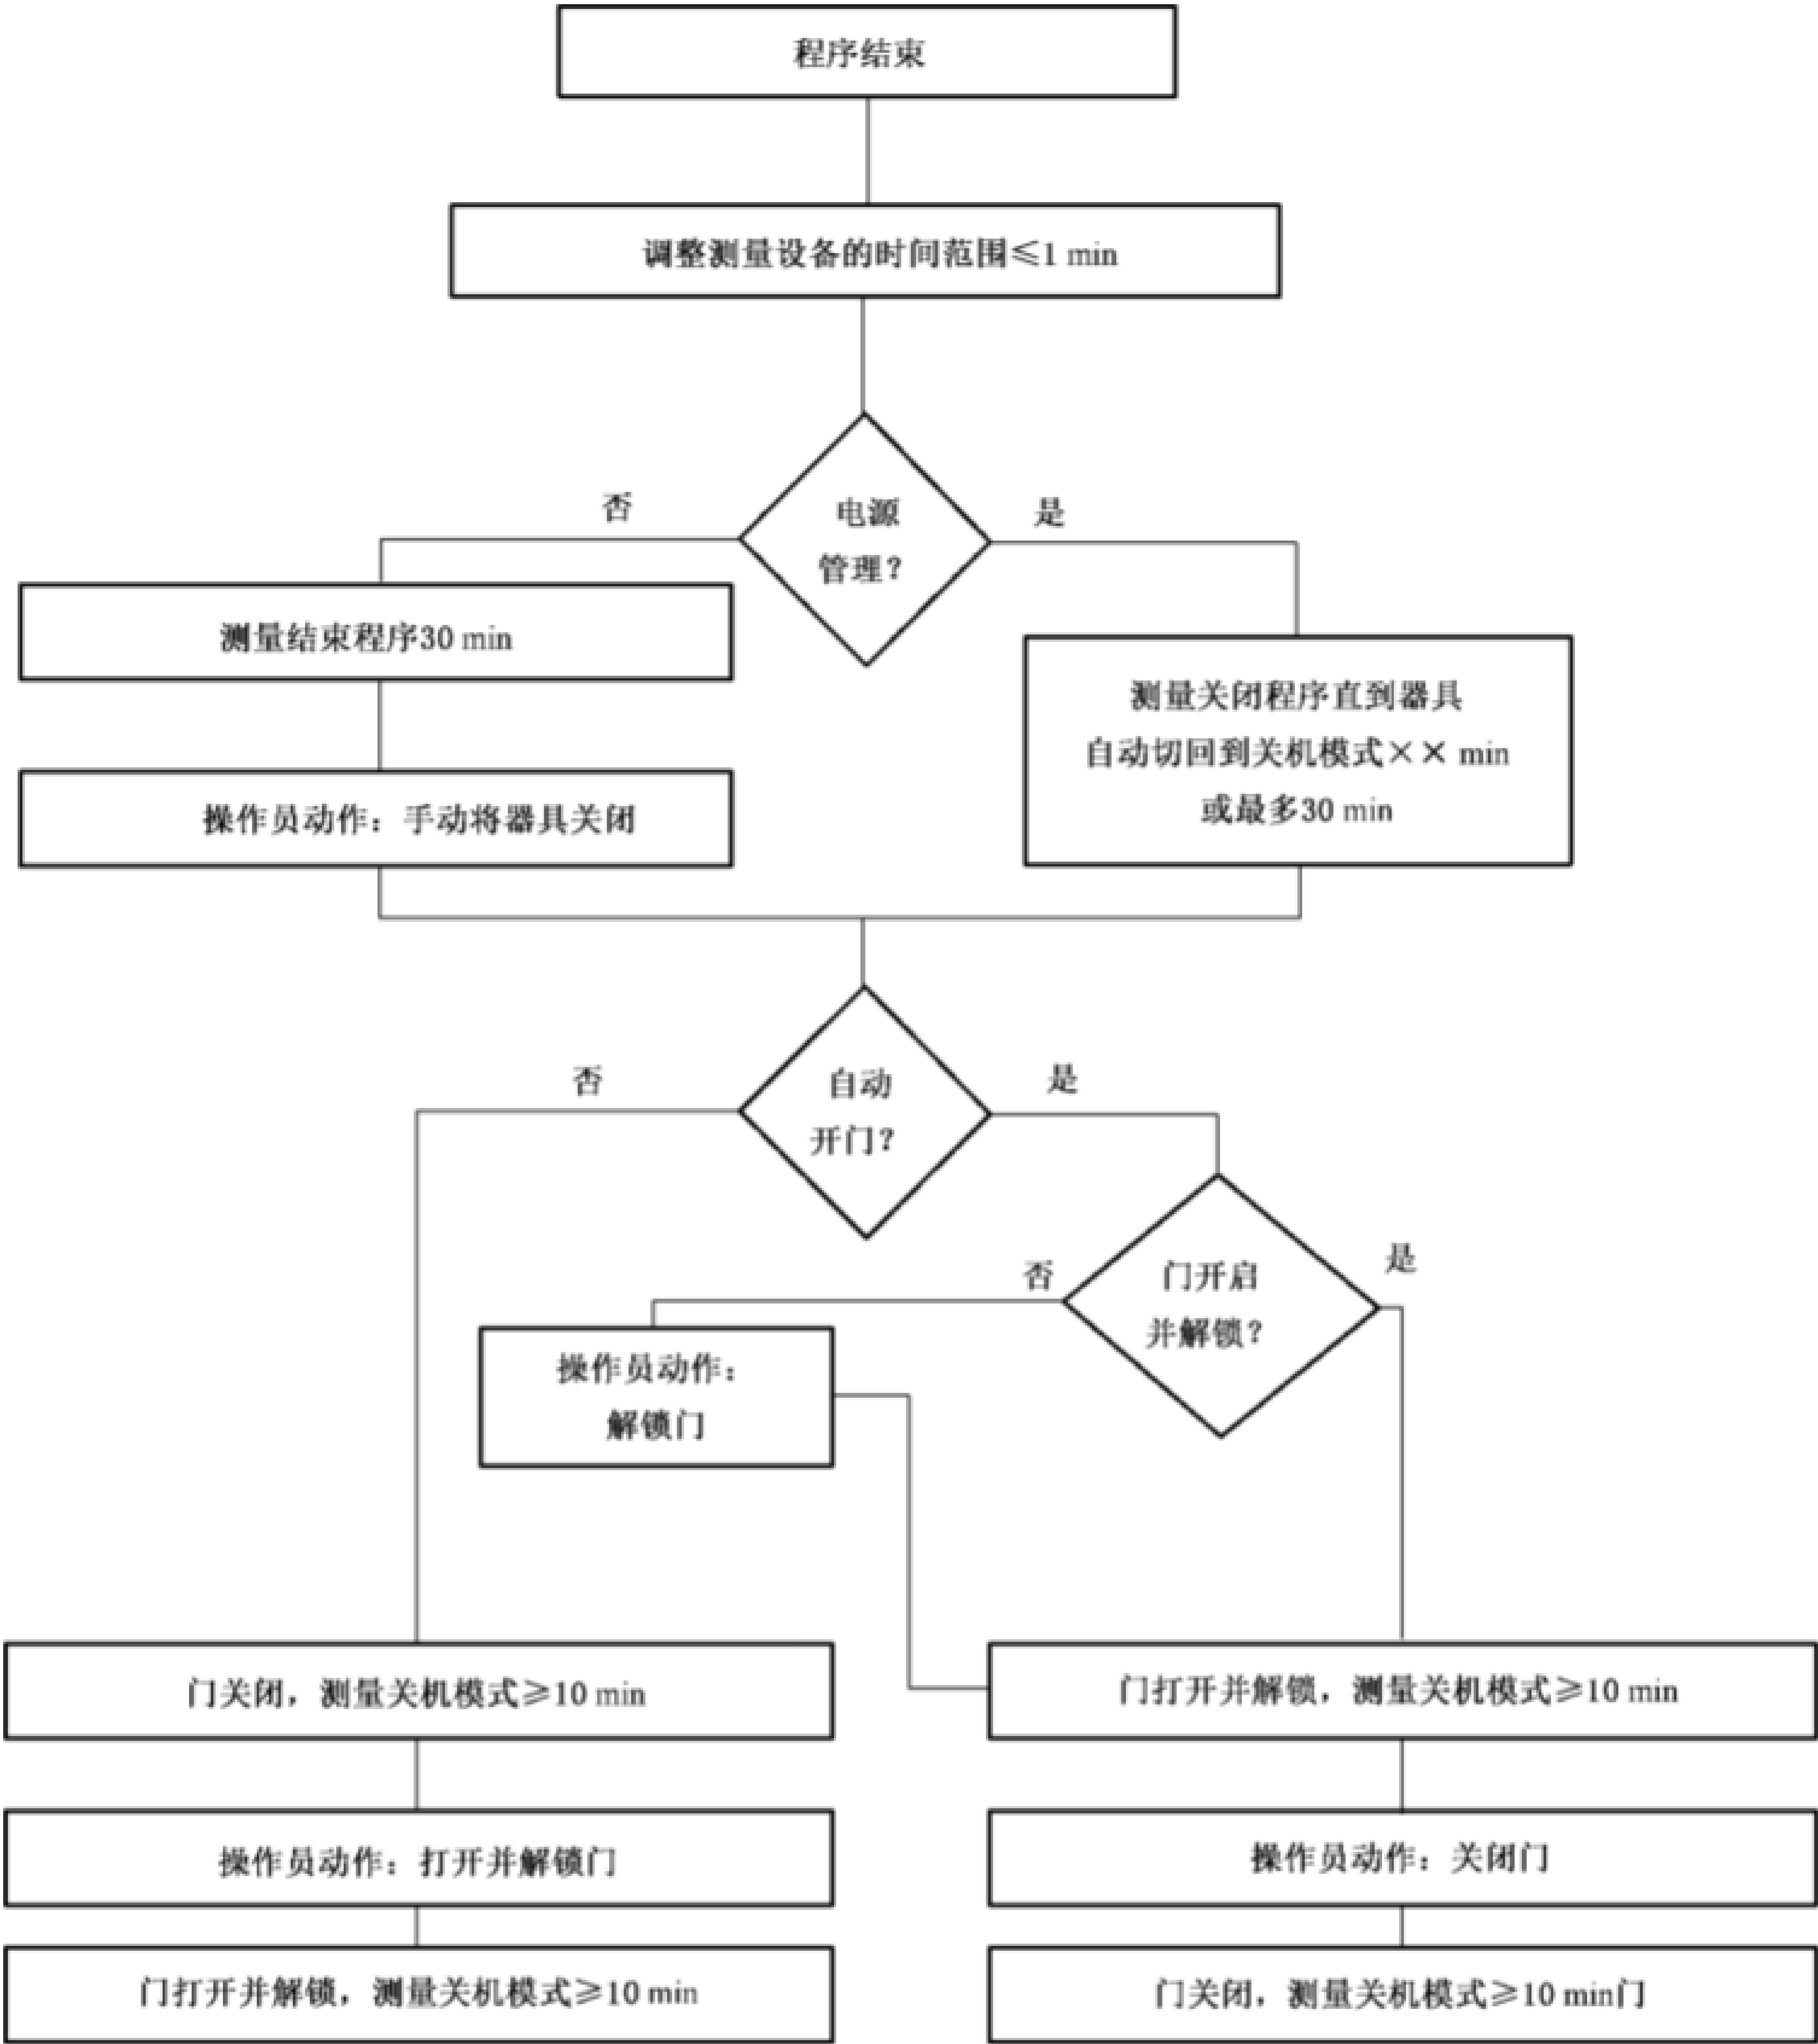 程序结束
调整测量设备的时间范围≤1 min
否
电源
管理?
是
测量结束程序30 min
操作员动作：手动将器具关闭
测量关闭程序直到器具
自动切回到关机模式×× min
或最多30 min
否
自动
开门?
是
否
门开启
并解锁?
是
操作员动作：
解锁门
门关闭，测量关机模式≥10 min
操作员动作：打开并解锁门
门打开并解锁，测量关机模式≥10 min
门打开并解锁，测量关机模式≥10 min
操作员动作：关闭门
门关闭，测量关机模式≥10 min门